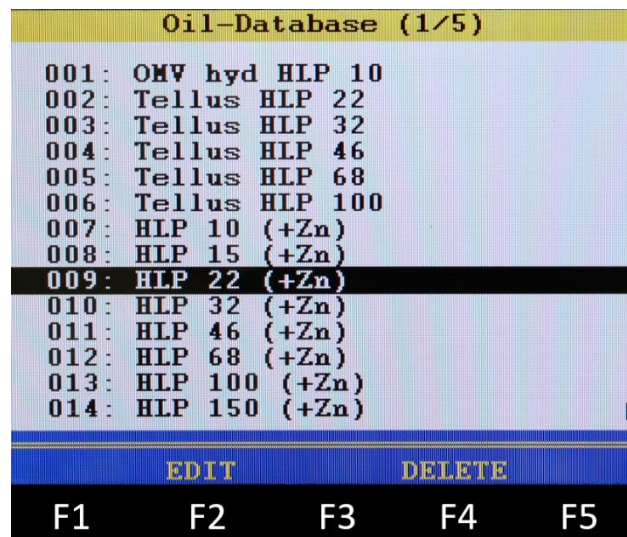 Oil-Database (1/5)
001: OMV hyd HLP 10
002: Tellus HLP 22
003: Tellus HLP 32
004: Tellus HLP 46
005: Tellus HLP 68
006: Tellus HLP 100
007: HLP 10 (+Zn)
008: HLP 15 (+Zn)
009: HLP 22 (+Zn)
010: HLP 32 (+Zn)
011: HLP 46 (+Zn)
012: HLP 68 (+Zn)
013: HLP 100 (+Zn)
014: HLP 150 (+Zn)
EDIT DELETE
F1 F2 F3 F4 F5